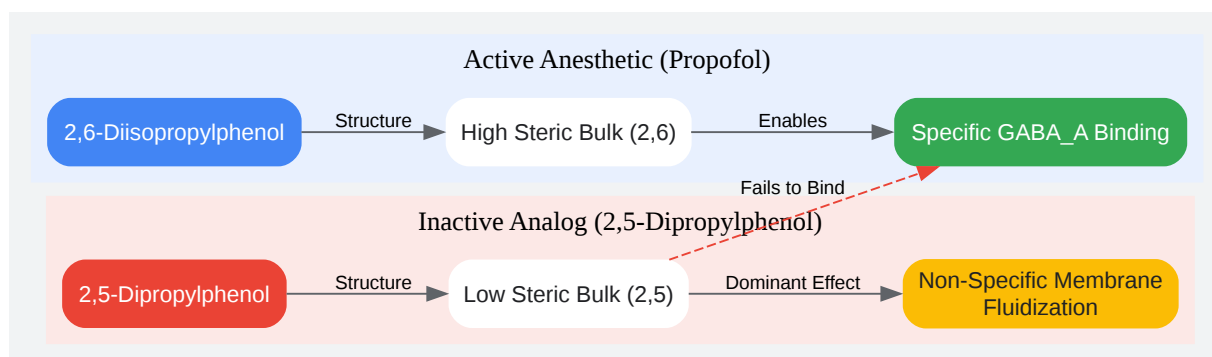 Active Anesthetic (Propofol)
2,6-Diisopropylphenol
Structure
High Steric Bulk (2,6)
Enables
Specific GABA_A Binding
Fails to Bind
Inactive Analog (2,5-Dipropylphenol)
2,5-Dipropylphenol
Structure
Low Steric Bulk (2,5)
Dominant Effect
Non-Specific Membrane
Fluidization